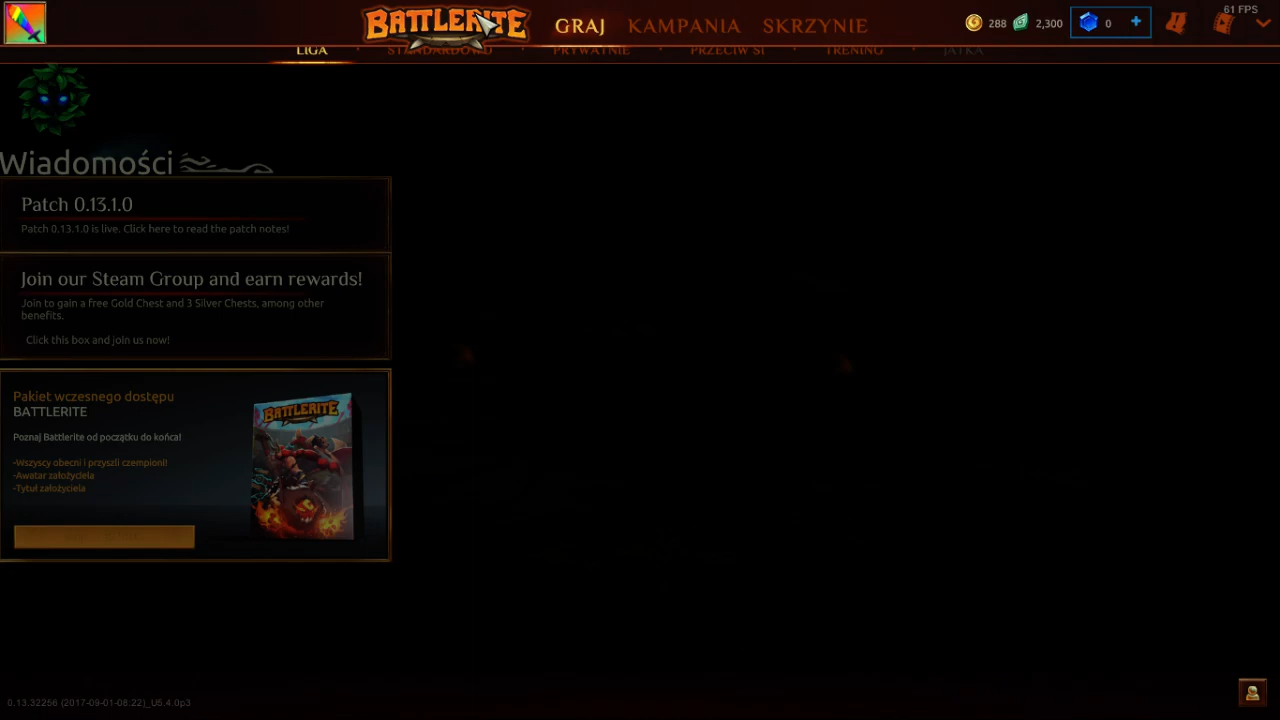 BATTLERITE
GRAJ KAMPANIA SKRZYNIE
288 2,300 0 +
61 FPS
LIGA STANDARDOWO PRYWATNIE PRZECIW SI TRENING JATKA
Wiadomości
Patch 0.13.1.0
Patch 0.13.1.0 is live. Click here to read the patch notes!
Join our Steam Group and earn rewards!
Join to gain a free Gold Chest and 3 Silver Chests, among other
benefits.
Click this box and join us now!
Pakiet wczesnego dostępu
BATTLERITE
Poznaj Battlerite od początku do końca!
-Wszyscy obecni i przyszli czempioni!
-Awatar założyciela
-Tytuł założyciela
BATTLERITE
0.13.32256 (2017-09-01-08:22)_U5.4.0p3